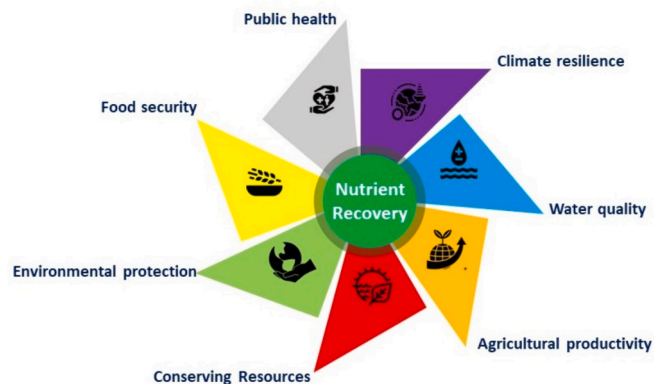 Public health
Climate resilience
Food security
Nutrient
Recovery
Water quality
Environmental protection
Agricultural productivity
Conserving Resources